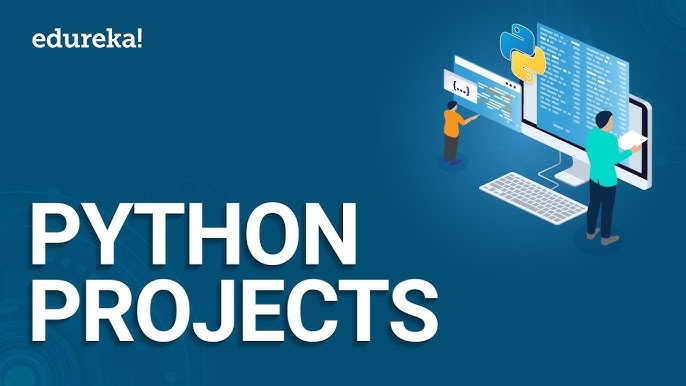 edureka!
{...}
PYTHON
PROJECTS